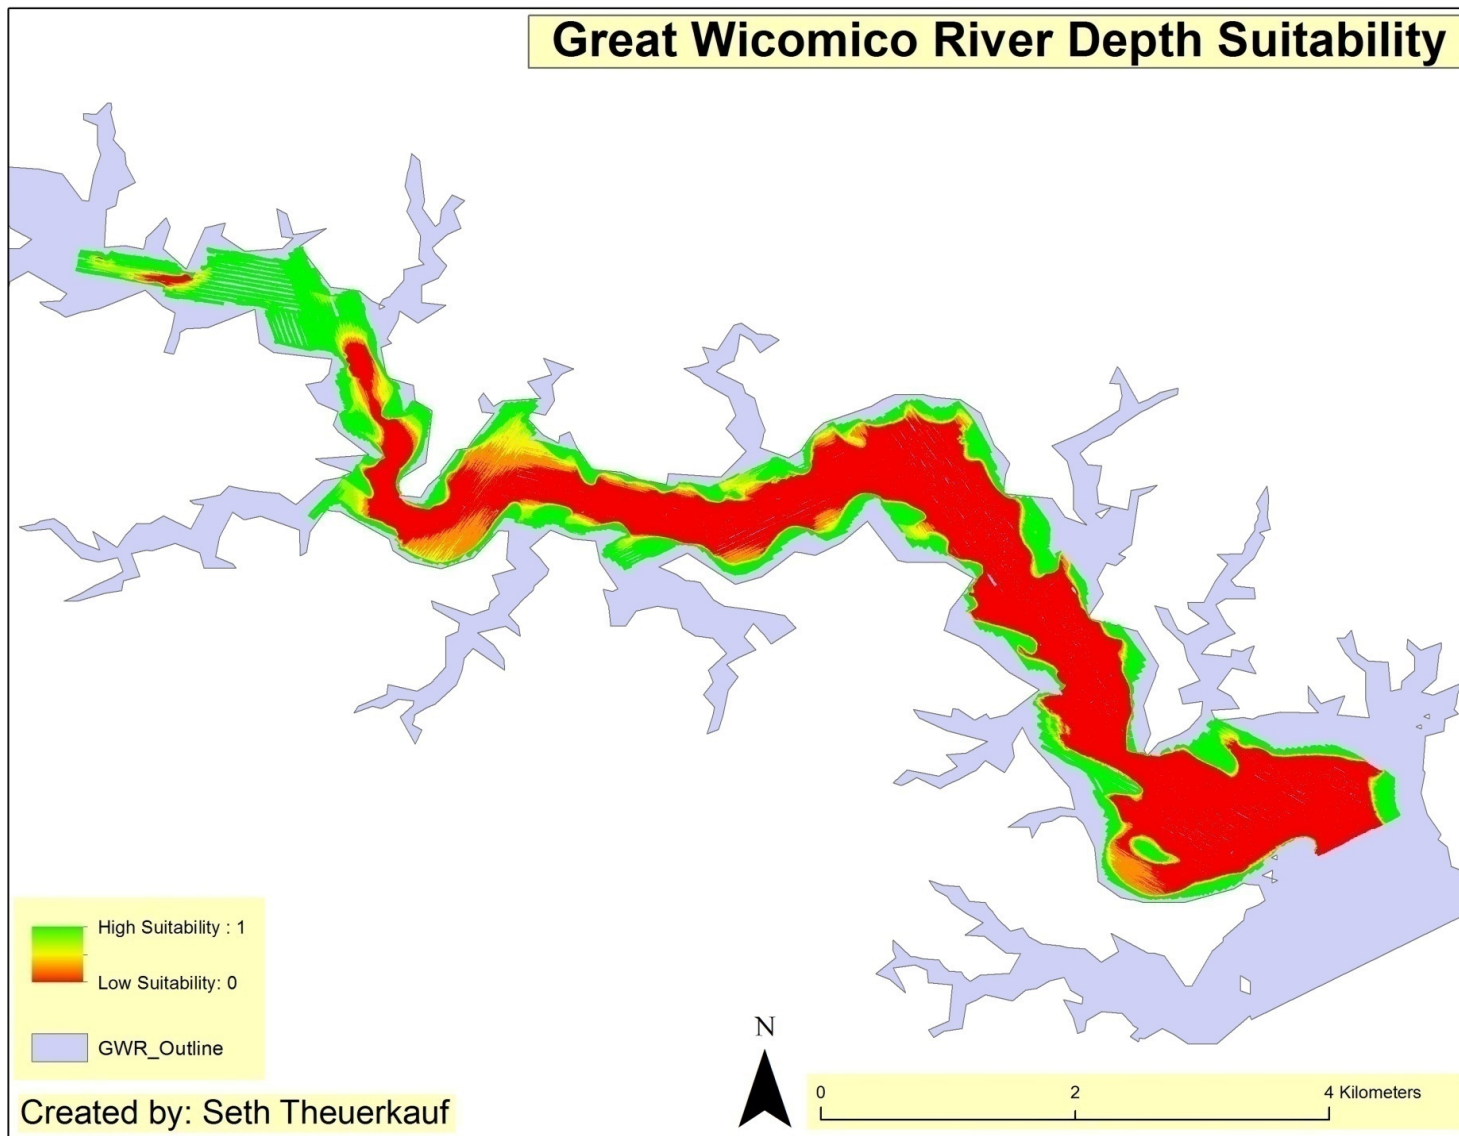 Great Wicomico River Depth Suitability
High Suitability : 1
Low Suitability: 0
GWR_Outline
Created by: Seth Theuerkauf
N
0 2 4 Kilometers